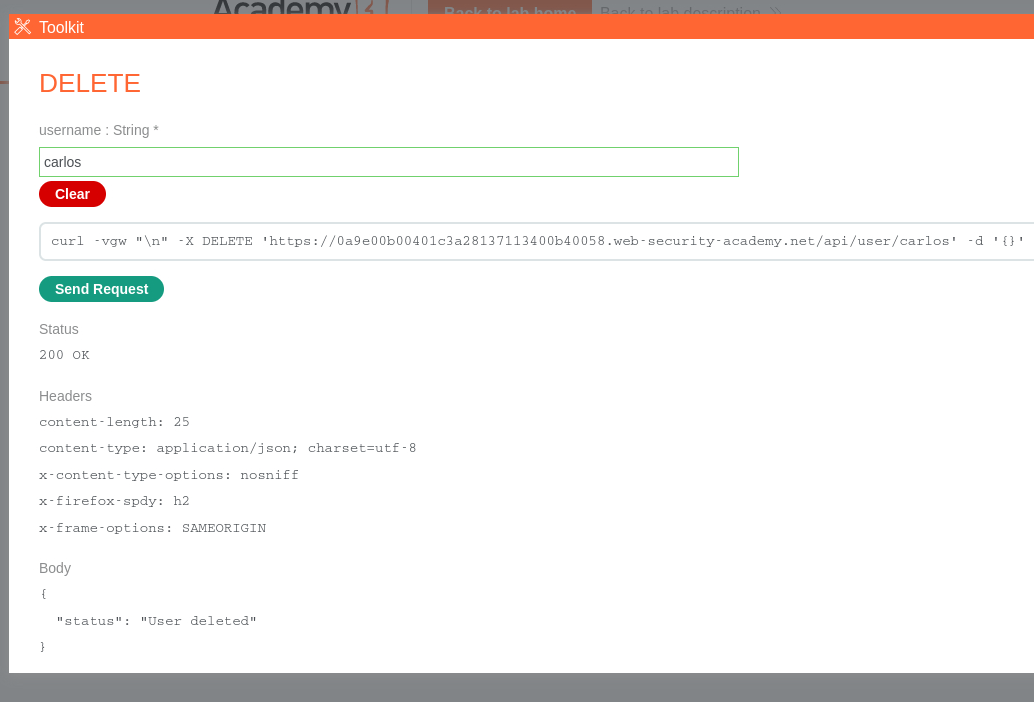 Academy
Back to lab home
Back to lab description
Toolkit
DELETE
username : String *
carlos
Clear
curl -vgw "\n" -X DELETE 'https://0a9e00b00401c3a28137113400b40058.web-security-academy.net/api/user/carlos' -d '{}'
Send Request
Status
200 OK
Headers
content-length: 25
content-type: application/json; charset=utf-8
x-content-type-options: nosniff
x-firefox-spdy: h2
x-frame-options: SAMEORIGIN
Body
{
"status": "User deleted"
}